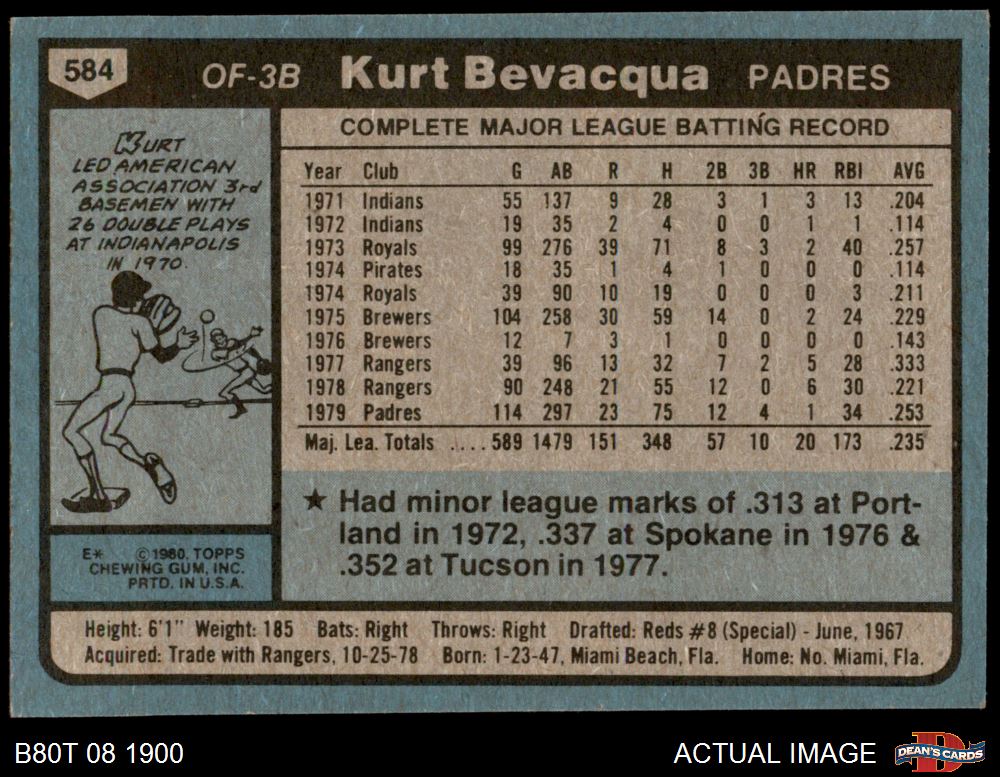 584 OF-3B Kurt Bevacqua PADRES
KURT
LED AMERICAN
ASSOCIATION 3rd
BASEMEN WITH
26 DOUBLE PLAYS
AT INDIANAPOLIS
IN 1970.
E* © 1980. TOPPS
CHEWING GUM, INC.
PRTD. IN U.S.A.
COMPLETE MAJOR LEAGUE BATTING RECORD
Year Club G AB R H 2B 3B HR RBI AVG
1971 Indians 55 137 9 28 3 1 3 13 .204
1972 Indians 19 35 2 4 0 0 1 1 .114
1973 Royals 99 276 39 71 8 3 2 40 .257
1974 Pirates 18 35 1 4 1 0 0 0 .114
1974 Royals 39 90 10 19 0 0 0 3 .211
1975 Brewers 104 258 30 59 14 0 2 24 .229
1976 Brewers 12 7 3 1 0 0 0 0 .143
1977 Rangers 39 96 13 32 7 2 5 28 .333
1978 Rangers 90 248 21 55 12 0 6 30 .221
1979 Padres 114 297 23 75 12 4 1 34 .253
Maj. Lea. Totals ....589 1479 151 348 57 10 20 173 .235
★ Had minor league marks of .313 at Port-
land in 1972, .337 at Spokane in 1976 &
.352 at Tucson in 1977.
Height: 6'1" Weight: 185 Bats: Right Throws: Right Drafted: Reds #8 (Special) - June, 1967
Acquired: Trade with Rangers, 10-25-78 Born: 1-23-47, Miami Beach, Fla. Home: No. Miami, Fla.
B80T 08 1900
ACTUAL IMAGE
D
DEAN'S CARDS